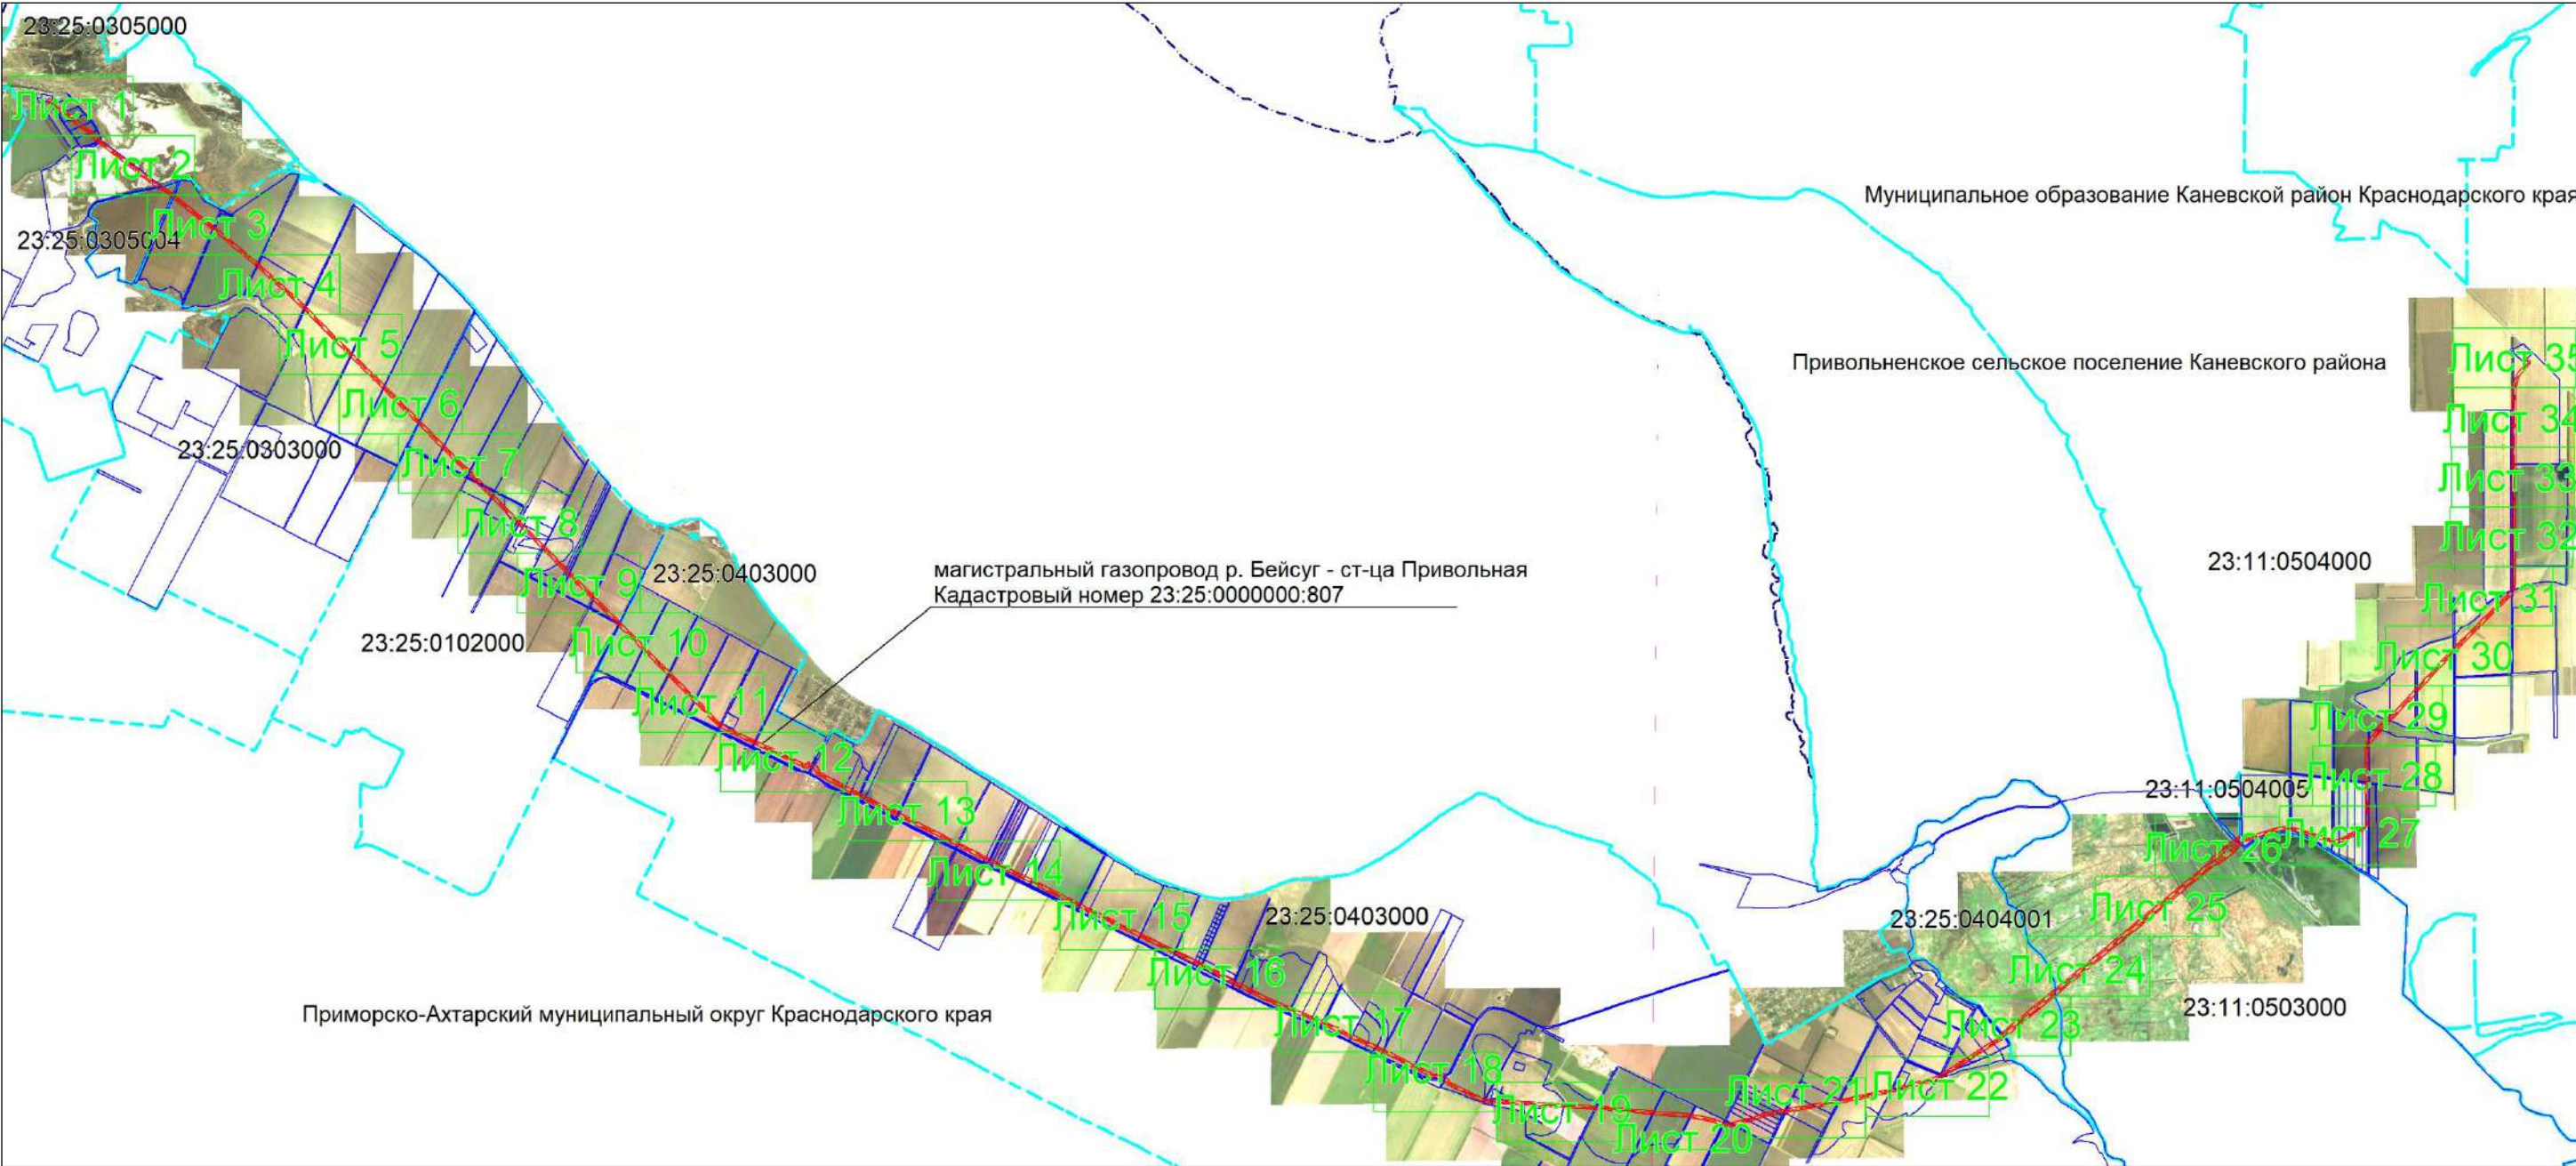 23:25:0305000
Лист 1
Лист 2
Муниципальное образование Каневской район Краснодарского края
Лист 3
23:25:0305004
Лист 4
Лист 5
Привольненское сельское поселение Каневского района
Лист 35
Лист 6
Лист 34
23:25:0303000
Лист 7
Лист 33
Лист 8
Лист 32
23:11:0504000
магистральный газопровод р. Бейсуг - ст-ца Привольная
Кадастровый номер 23:25:0000000:807
23:25:0403000
Лист 9
Лист 31
23:25:0102000
Лист 10
Лист 30
Лист 11
Лист 29
Лист 12
Лист 28
23:11:0504005
Лист 13
Лист 27
Лист 26
Лист 14
Лист 25
Лист 15
23:25:0403000
23:25:0404001
Лист 16
Лист 24
23:11:0503000
Приморско-Ахтарский муниципальный округ Краснодарского края
Лист 17
Лист 23
Лист 18
Лист 22
Лист 21
Лист 19
Лист 20